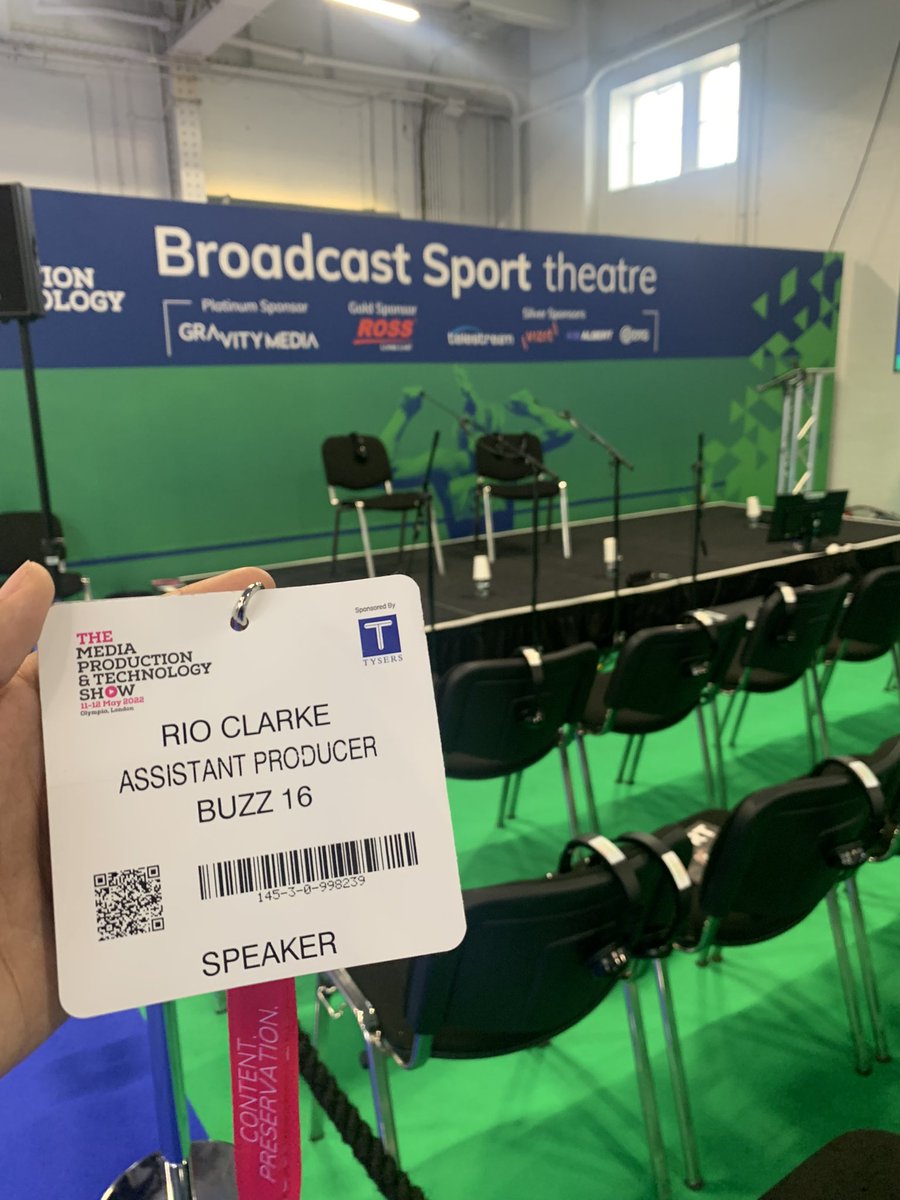 Broadcast Sport theatre
ION
OLOGY
Platinum Sponsor
GRAVITY MEDIA
Gold Sponsor
ROSS
Silver Sponsors
telestream
vizrt
ALBERT
THE
MEDIA
PRODUCTION
& TECHNOLOGY
SHOW
11-12 May 2022
Olympia, London
Sponsored By
T
TYSERS
RIO CLARKE
ASSISTANT PRODUCER
BUZZ 16
145-3-0-998239
SPEAKER
CONTENT
PRESERVATION.